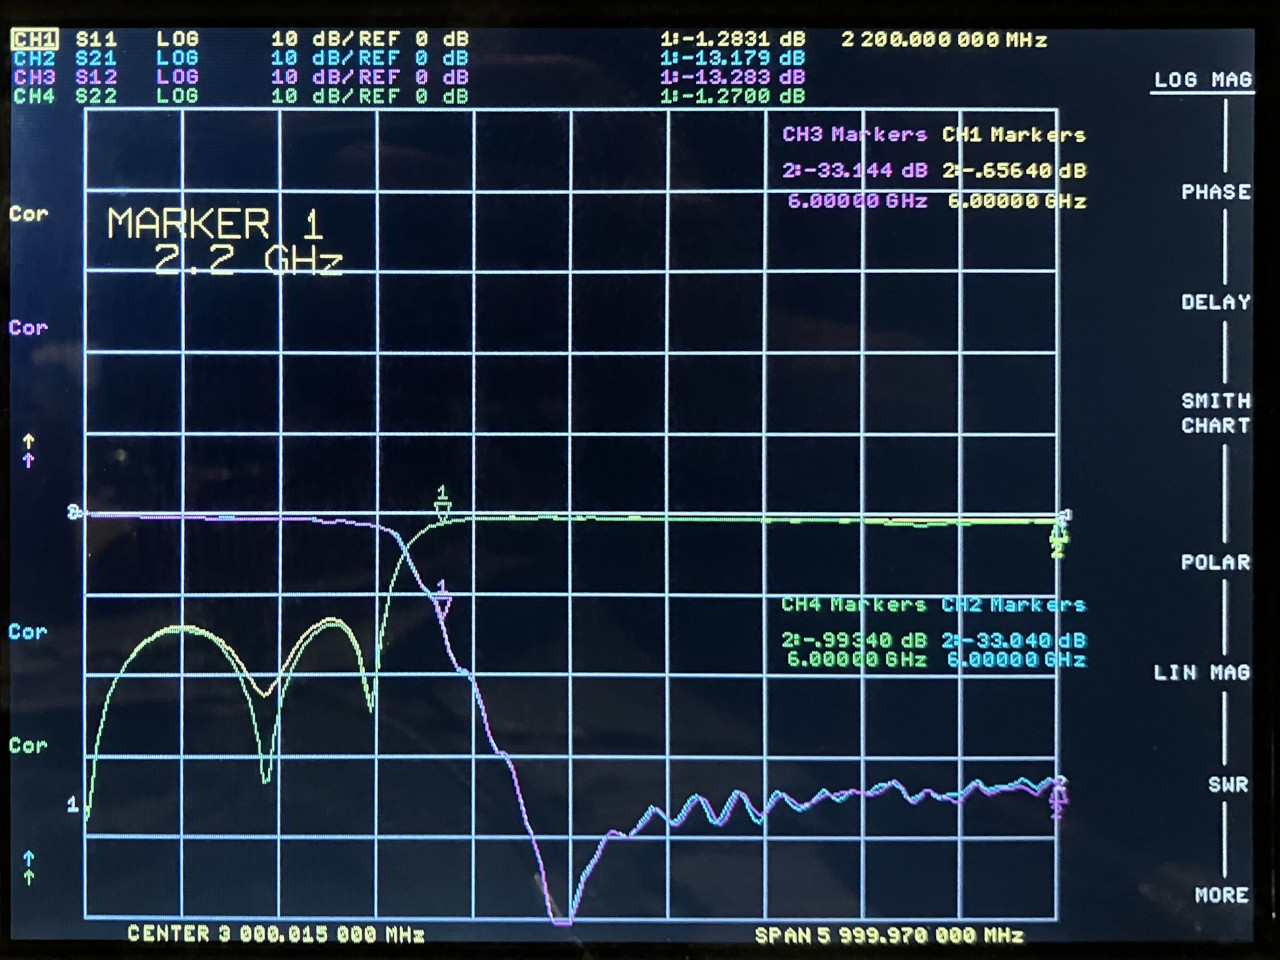 CH1 S11 LOG 10 dB/REF 0 dB 1:-1.2831 dB 2 200.000 000 MHz
CH2 S21 LOG 10 dB/REF 0 dB 1:-13.179 dB
CH3 S12 LOG 10 dB/REF 0 dB 1:-13.283 dB
CH4 S22 LOG 10 dB/REF 0 dB 1:-1.2700 dB
LOG MAG
CH3 Markers CH1 Markers
2:-33.144 dB 2:-.65640 dB
6.00000 GHz 6.00000 GHz
PHASE
Cor
MARKER 1
2.2 GHz
DELAY
Cor
SMITH
CHART
↑
↑
1
2
1
2
POLAR
1
CH4 Markers CH2 Markers
Cor
2:-.99340 dB 2:-33.040 dB
6.00000 GHz 6.00000 GHz
LIN MAG
Cor
SWR
1
2
↑
↑
MORE
CENTER 3 000.015 000 MHz SPAN 5 999.970 000 MHz